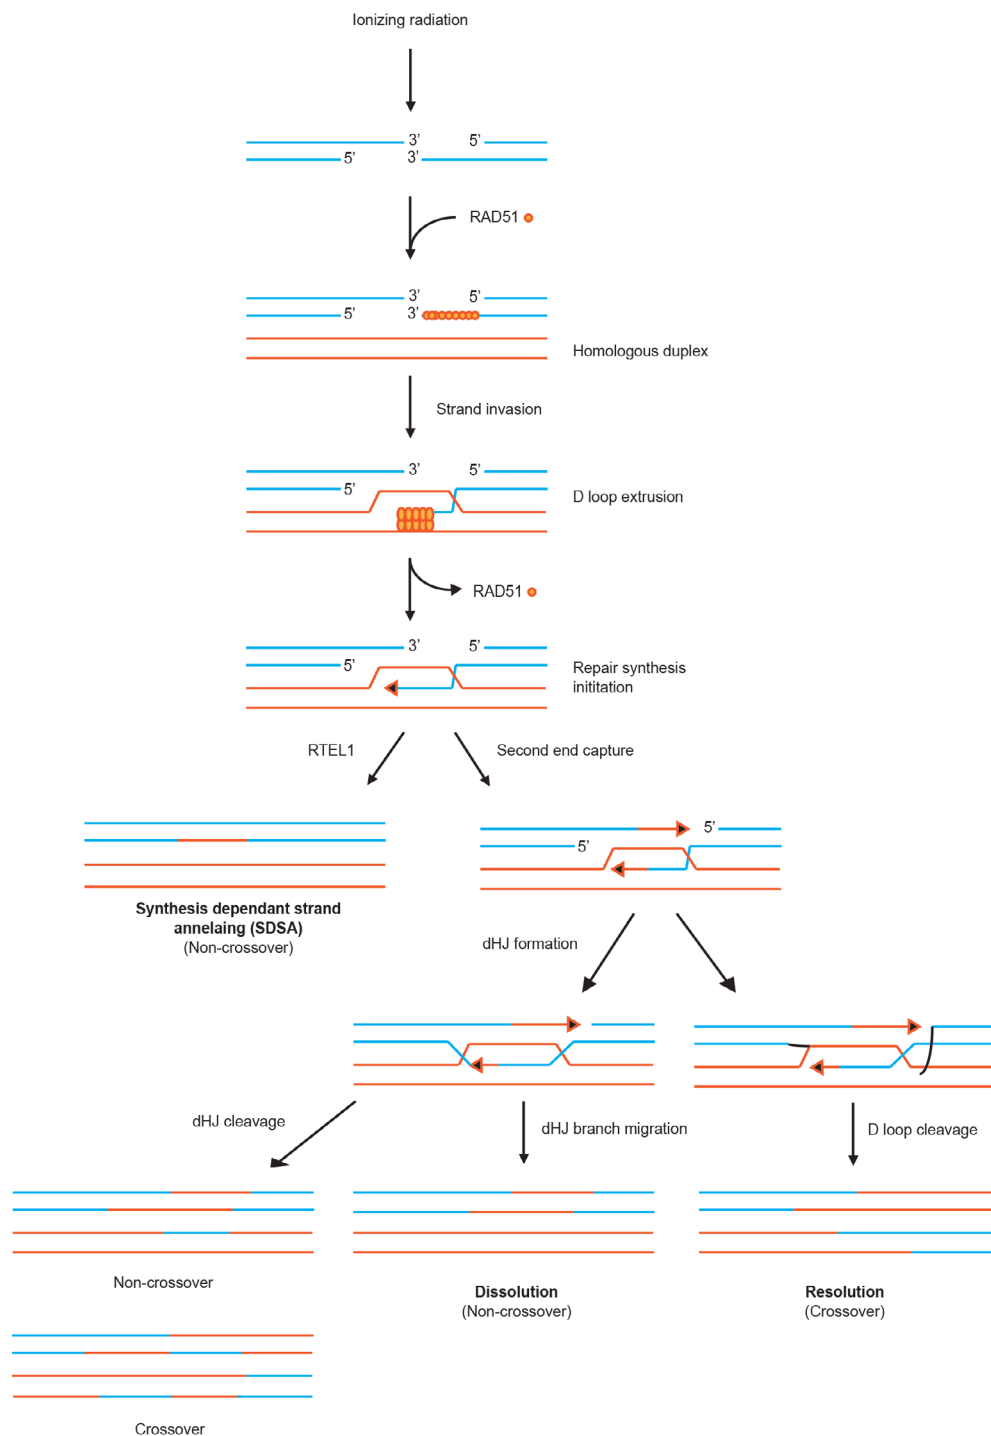 Ionizing radiation
3’ 5’
5’ 3’
RAD51
3’ 5’
5’ 3’
Homologous duplex
Strand invasion
3’ 5’
5’
D loop extrusion
RAD51
3’ 5’
5’
Repair synthesis
inititation
RTEL1
Second end capture
5’
5’
Synthesis dependant strand
annelaing (SDSA)
(Non-crossover)
dHJ formation
dHJ cleavage
dHJ branch migration
D loop cleavage
Non-crossover
Dissolution
(Non-crossover)
Resolution
(Crossover)
Crossover